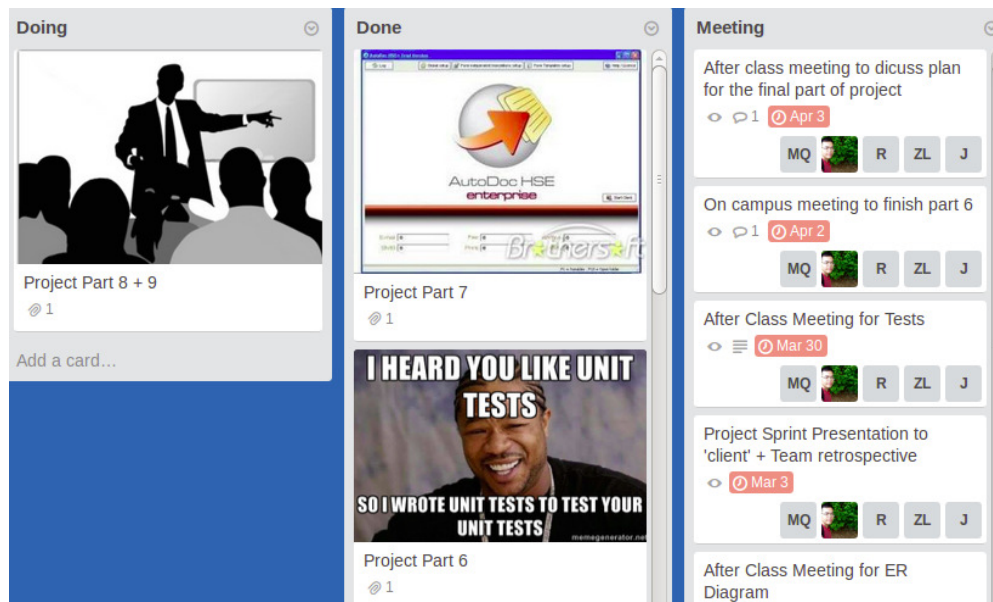 Doing
Project Part 8 + 9
1
Add a card…
Done
AutoDoc HSE
enterprise
Brothersoft
Project Part 7
1
I HEARD YOU LIKE UNIT
TESTS
SO I WROTE UNIT TESTS TO TEST YOUR
UNIT TESTS
memegenerator.net
Project Part 6
1
Meeting
After class meeting to dicuss plan
for the final part of project
1 Apr 3
MQ R ZL J
On campus meeting to finish part 6
1 Apr 2
MQ R ZL J
After Class Meeting for Tests
Mar 30
MQ R ZL J
Project Sprint Presentation to
'client' + Team retrospective
Mar 3
MQ R ZL J
After Class Meeting for ER
Diagram